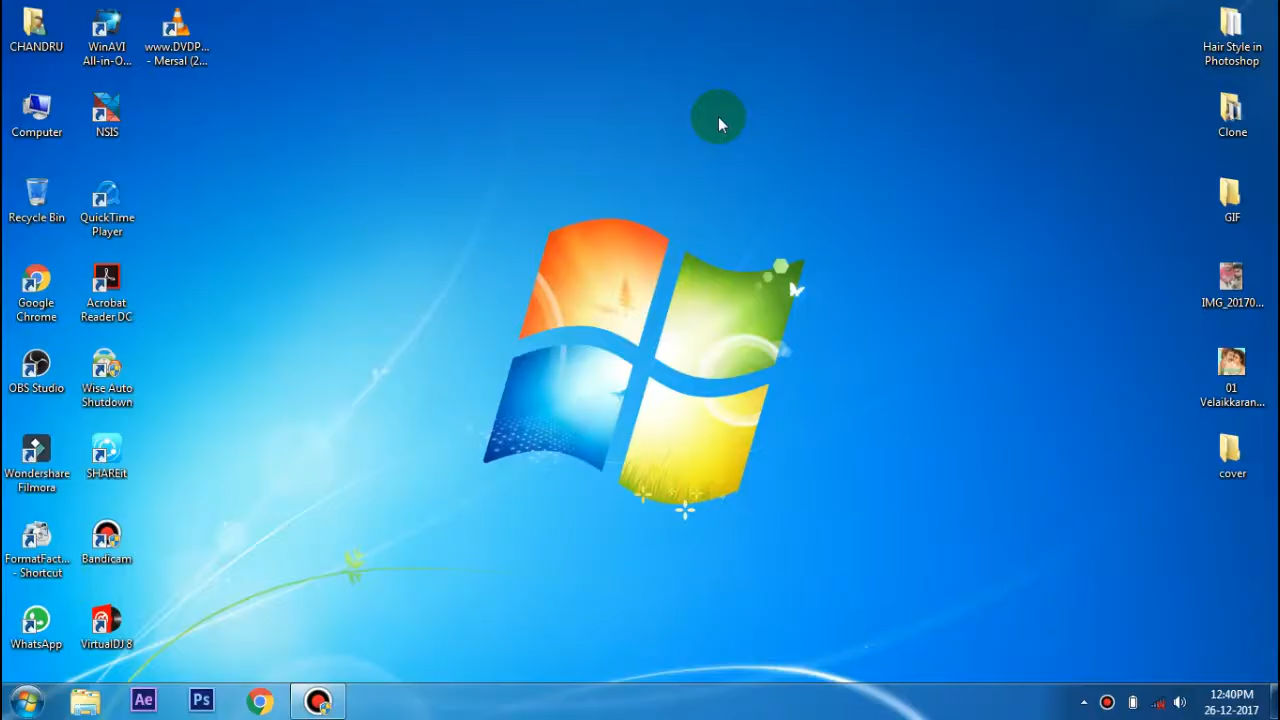 CHANDRU
WinAVI
All-in-O...
www.DVDP...
- Mersal (2...
Computer
NSIS
Recycle Bin
QuickTime
Player
Google
Chrome
Acrobat
Reader DC
OBS Studio
Wise Auto
Shutdown
Wondershare
Filmora
SHAREit
FormatFact...
- Shortcut
Bandicam
WhatsApp
VirtualDJ 8
Hair Style in
Photoshop
Clone
GIF
IMG_20170...
01
Velaikkaran...
cover
Ae
Ps
12:40PM
26-12-2017